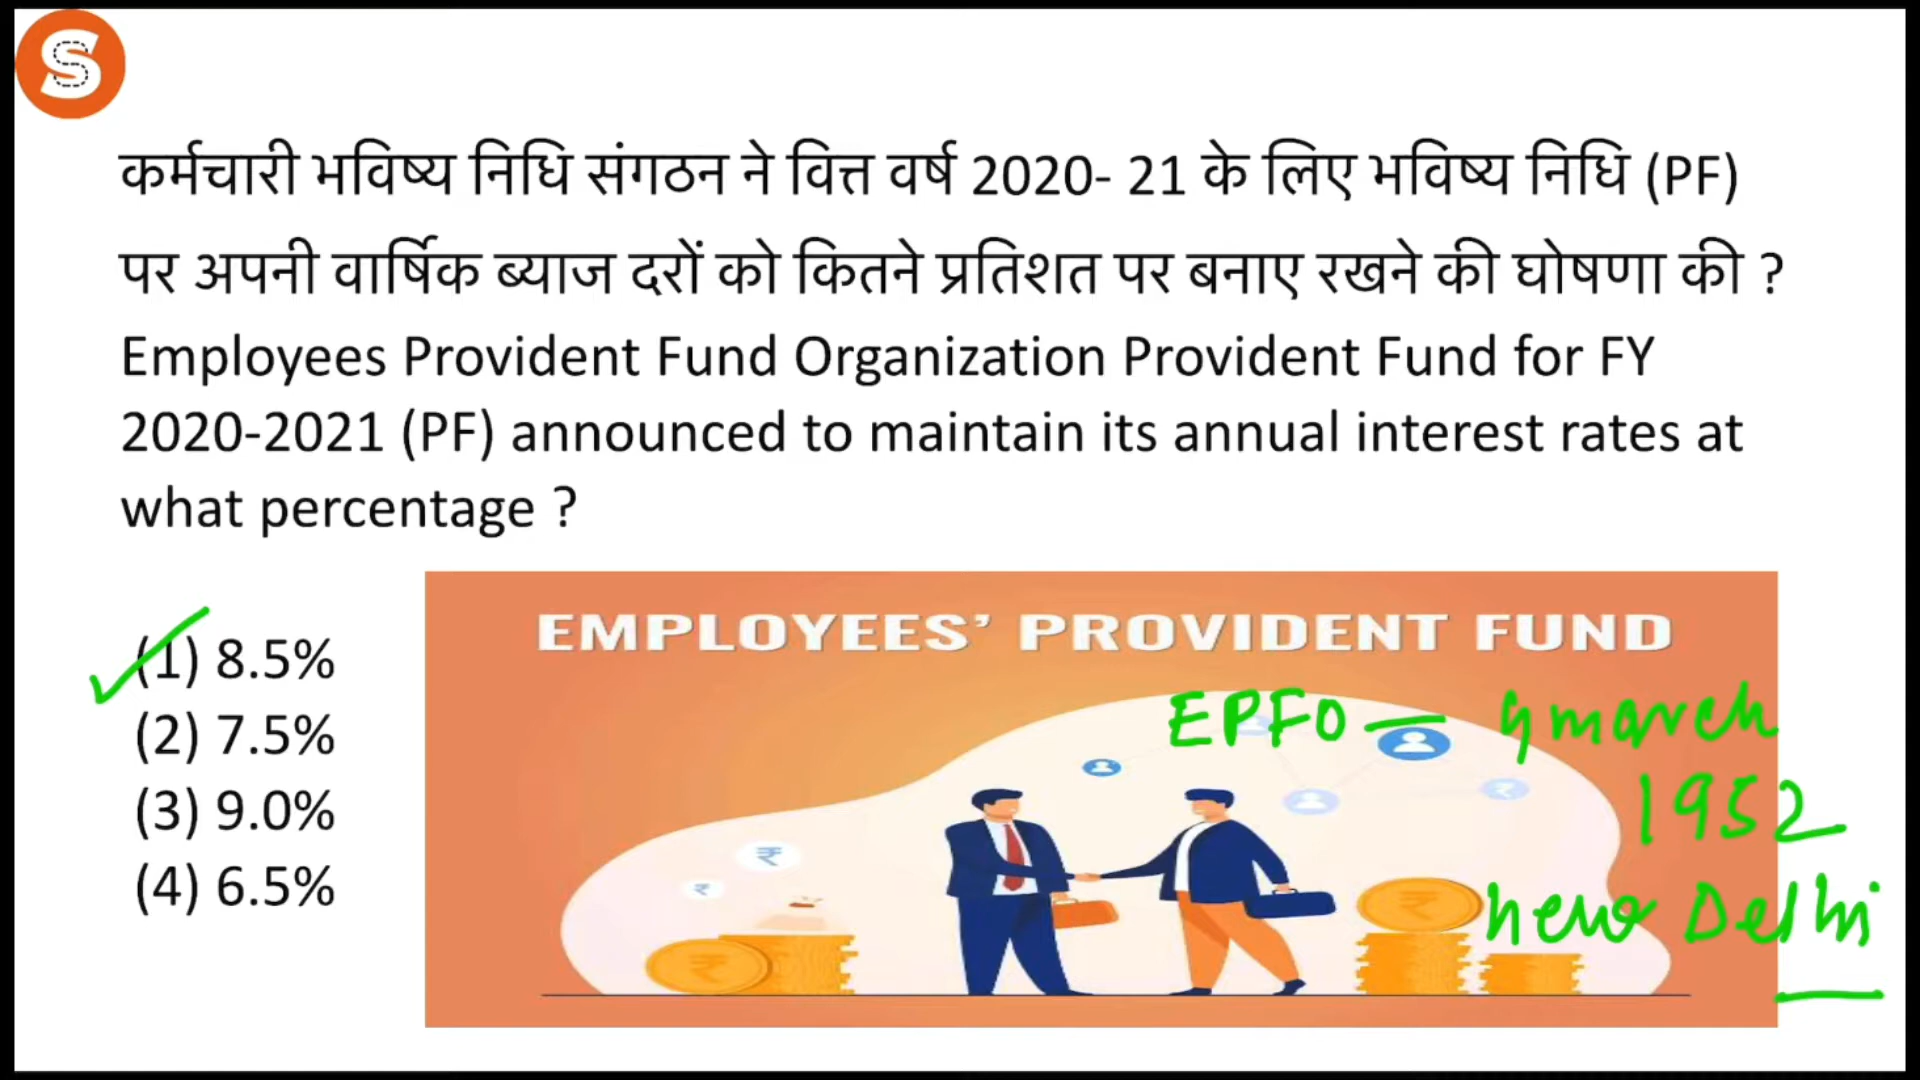 S
कर्मचारी भविष्य निधि संगठन ने वित्त वर्ष 2020- 21 के लिए भविष्य निधि (PF)
पर अपनी वार्षिक ब्याज दरों को कितने प्रतिशत पर बनाए रखने की घोषणा की ?
Employees Provident Fund Organization Provident Fund for FY
2020-2021 (PF) announced to maintain its annual interest rates at
what percentage ?
(1) 8.5%
(2) 7.5%
(3) 9.0%
(4) 6.5%
EMPLOYEES' PROVIDENT FUND
EPFO — 4 march
1952
new Delhi